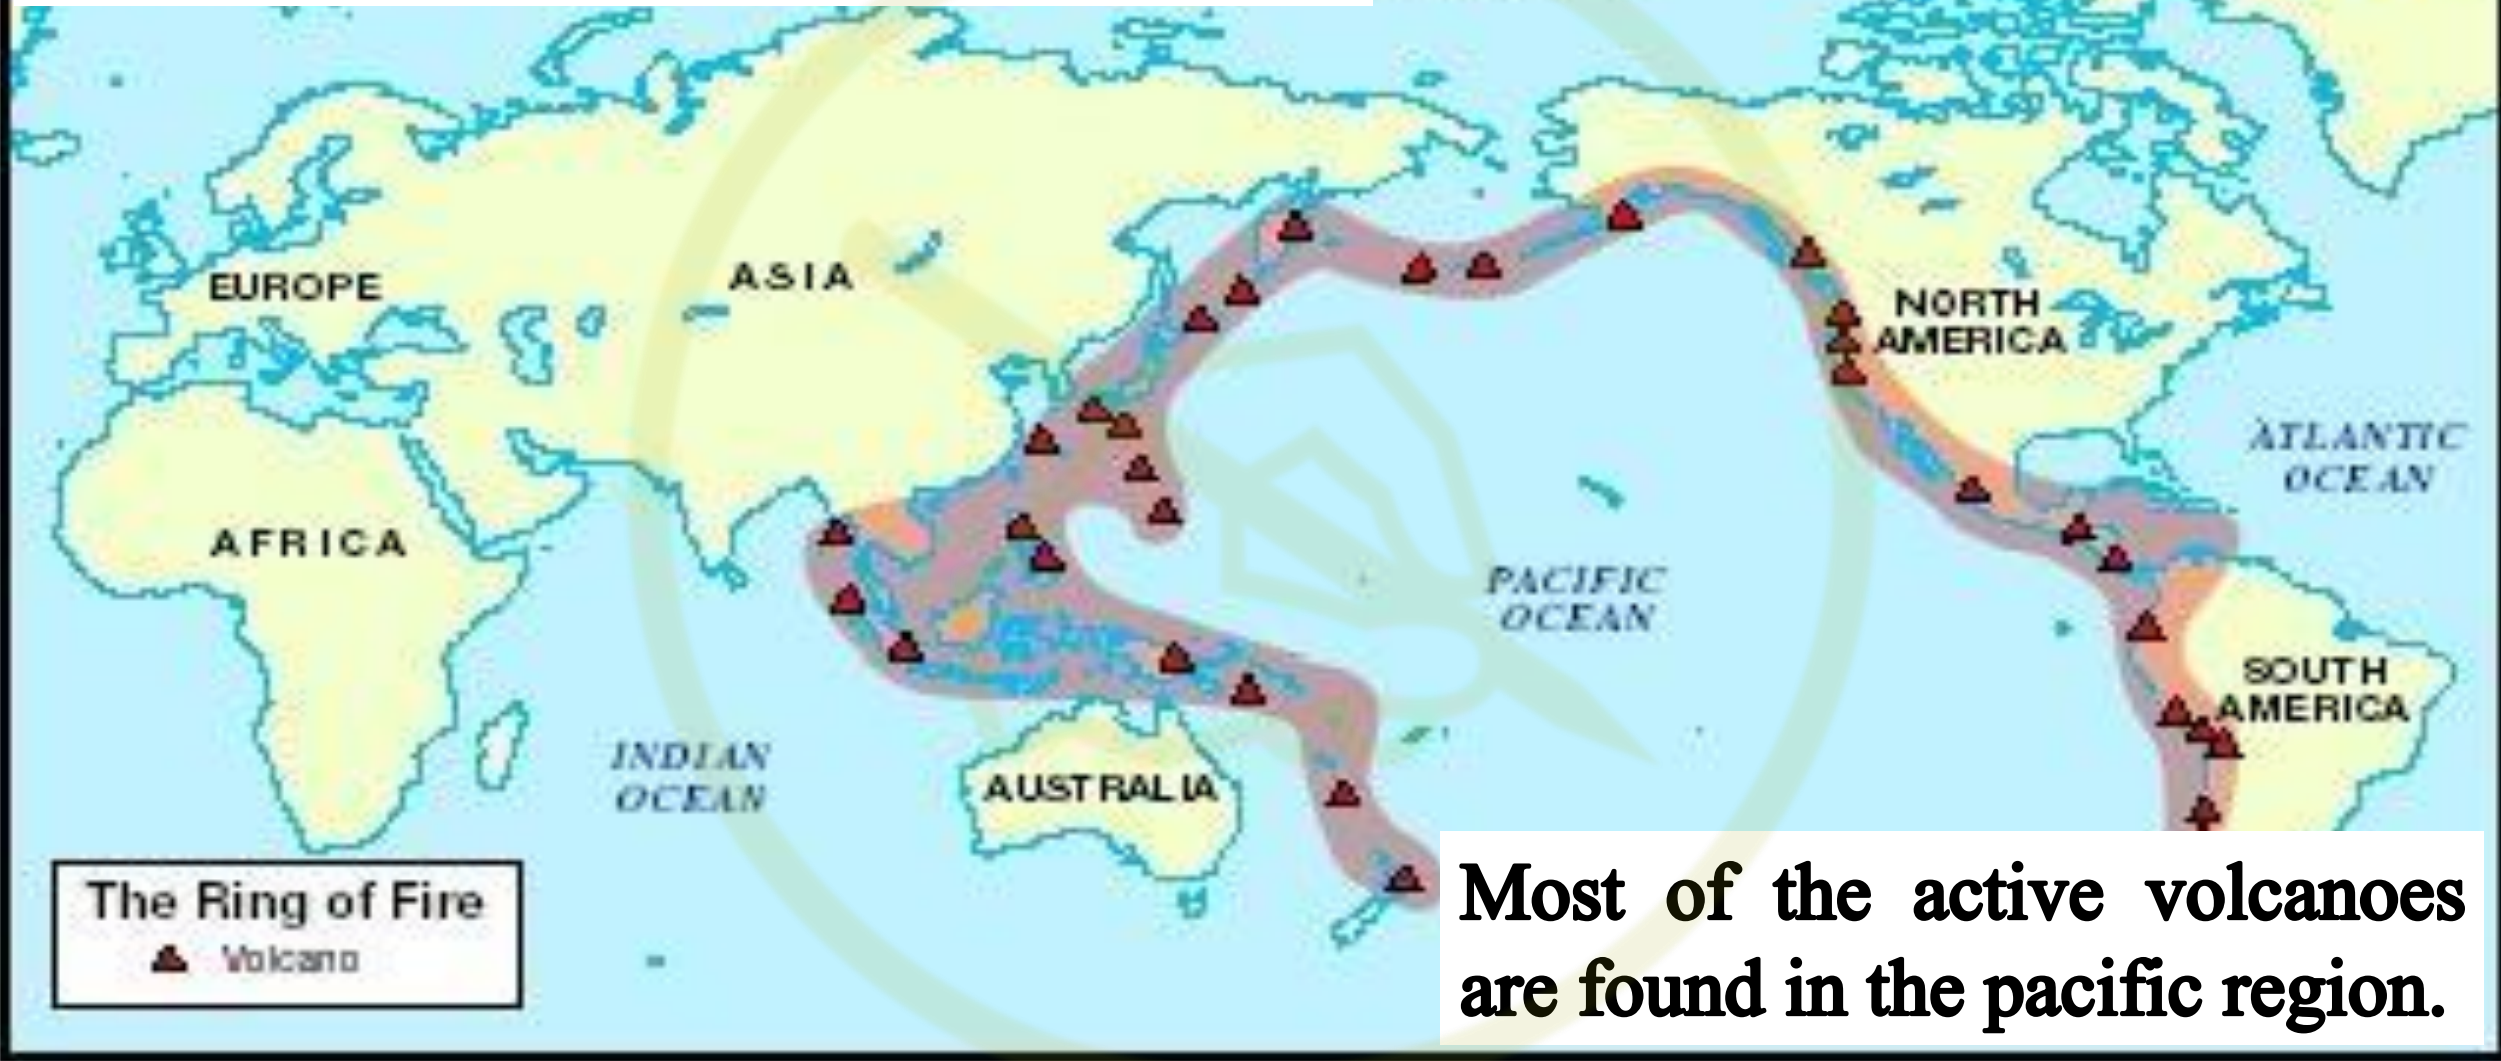 EUROPE
ASIA
NORTH
AMERICA
ATLANTIC
OCEAN
AFRICA
PACIFIC
OCEAN
SOUTH
AMERICA
INDIAN
OCEAN
AUSTRALIA
The Ring of Fire
Volcano
Most of the active volcanoes
are found in the pacific region.